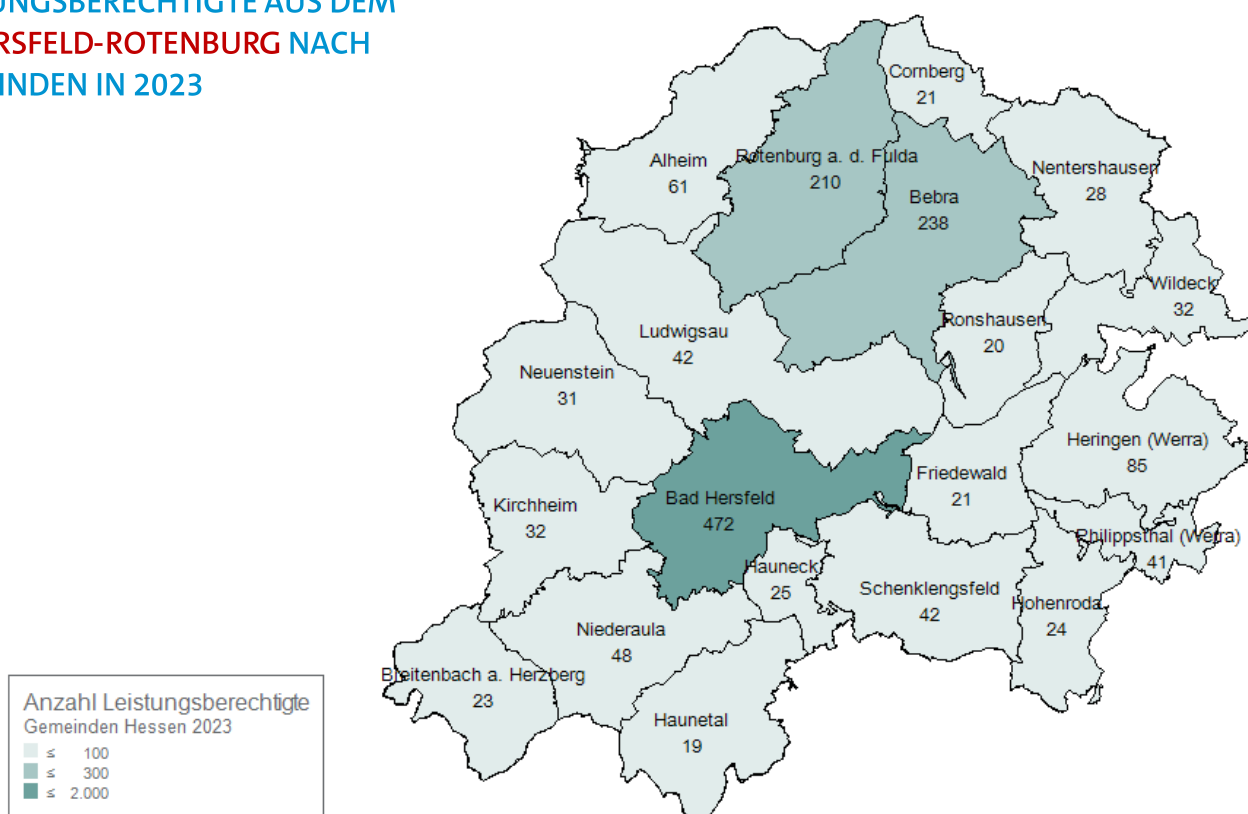 UNGSBERECHTIGTE AUS DEM
RSFELD-ROTENBURG NACH
INDEN IN 2023
Cornberg
21
Alheim
61
Rotenburg a. d. Fulda
210
Nentershausen
28
Bebra
238
Wildeck
32
Ronshausen
20
Ludwigsau
42
Neuenstein
31
Heringen (Werra)
85
Friedewald
21
Bad Hersfeld
472
Kirchheim
32
Philippsthal (Werra)
41
Hauneck
25
Schenklengsfeld
42
Hohenroda
24
Niederaula
48
Breitenbach a. Herzberg
23
Haunetal
19
Anzahl Leistungsberechtigte
Gemeinden Hessen 2023
≤ 100
≤ 300
≤ 2.000